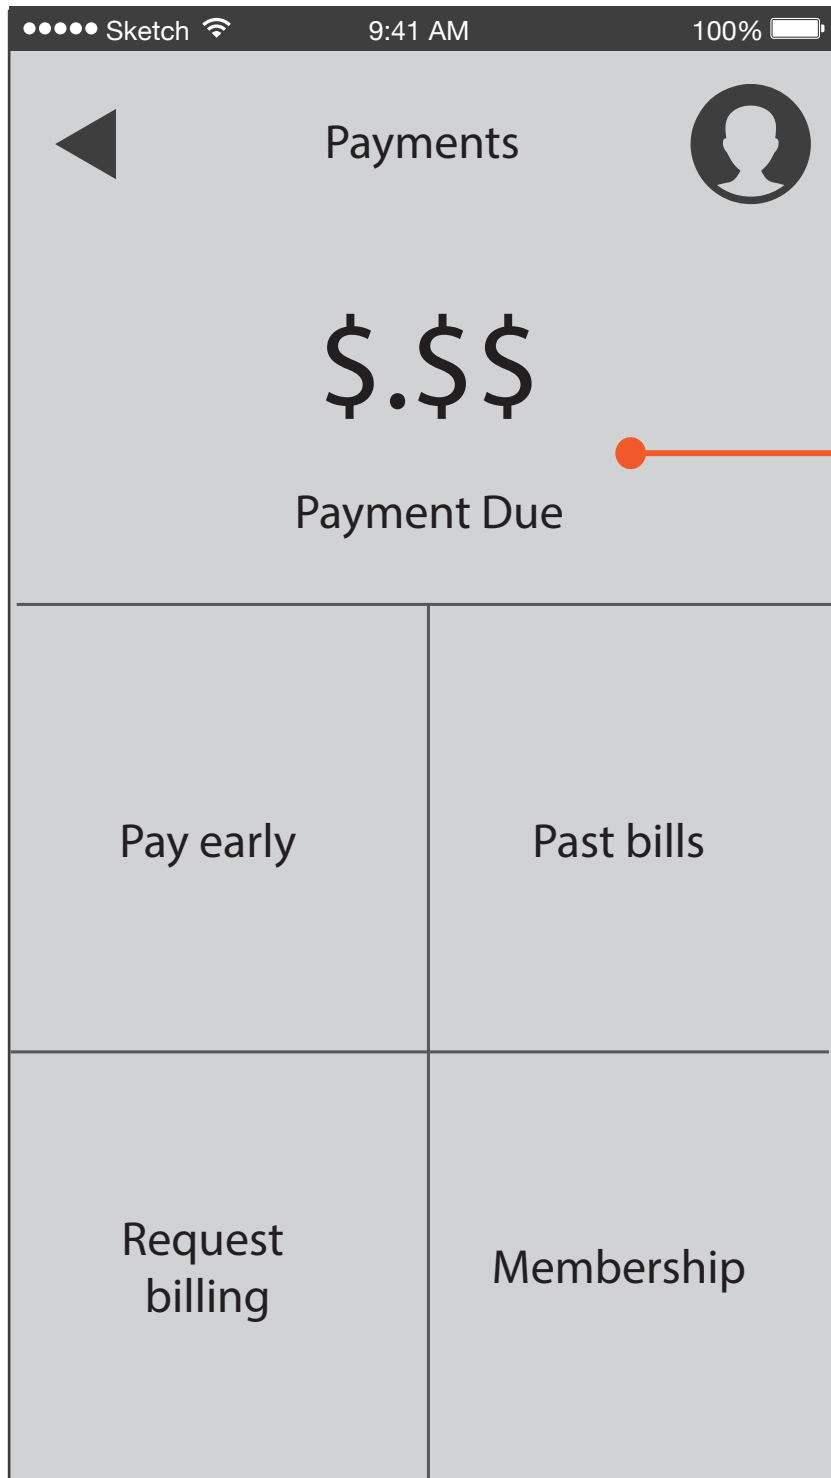 Sketch 9:41 AM 100%
Payments
$.$$
Payment Due
Pay early Past bills
Request
billing
Membership